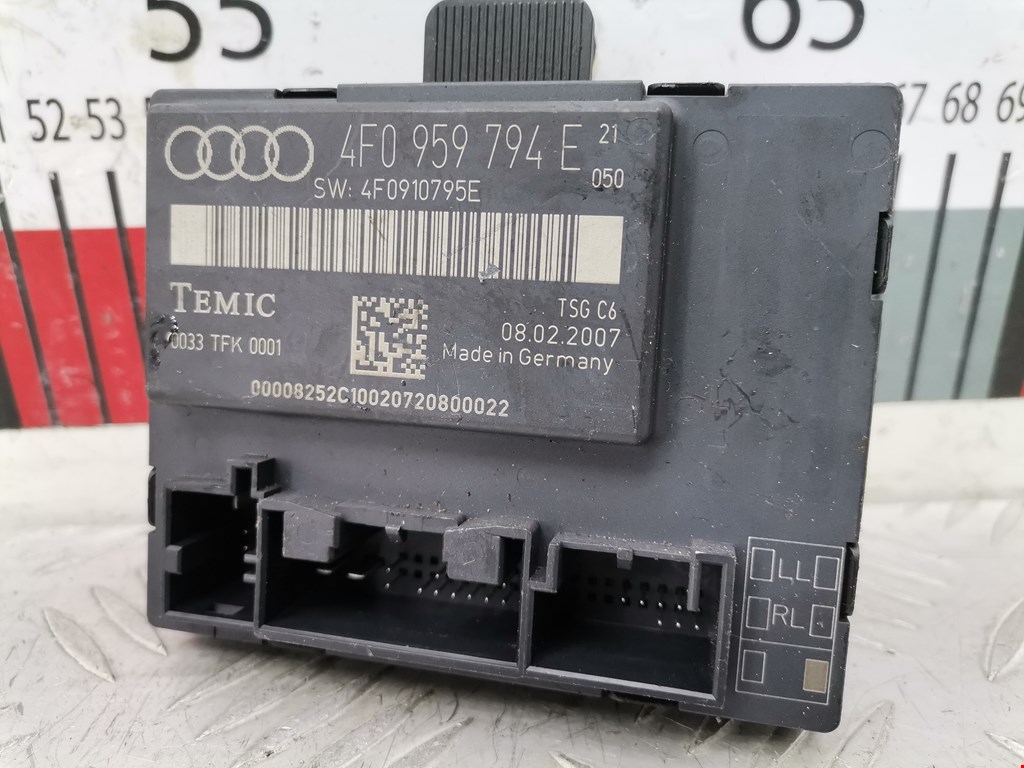 55
65
52-53
67 68 69
4F0 959 794 E 21
050
SW: 4F0910795E
TEMIC
TSG C6
08.02.2007
Made in Germany
0033 TFK 0001
00008252C10020720800022
LL
RL